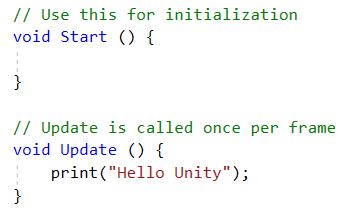 // Use this for initialization
void Start () {
}
// Update is called once per frame
void Update () {
print("Hello Unity");
}